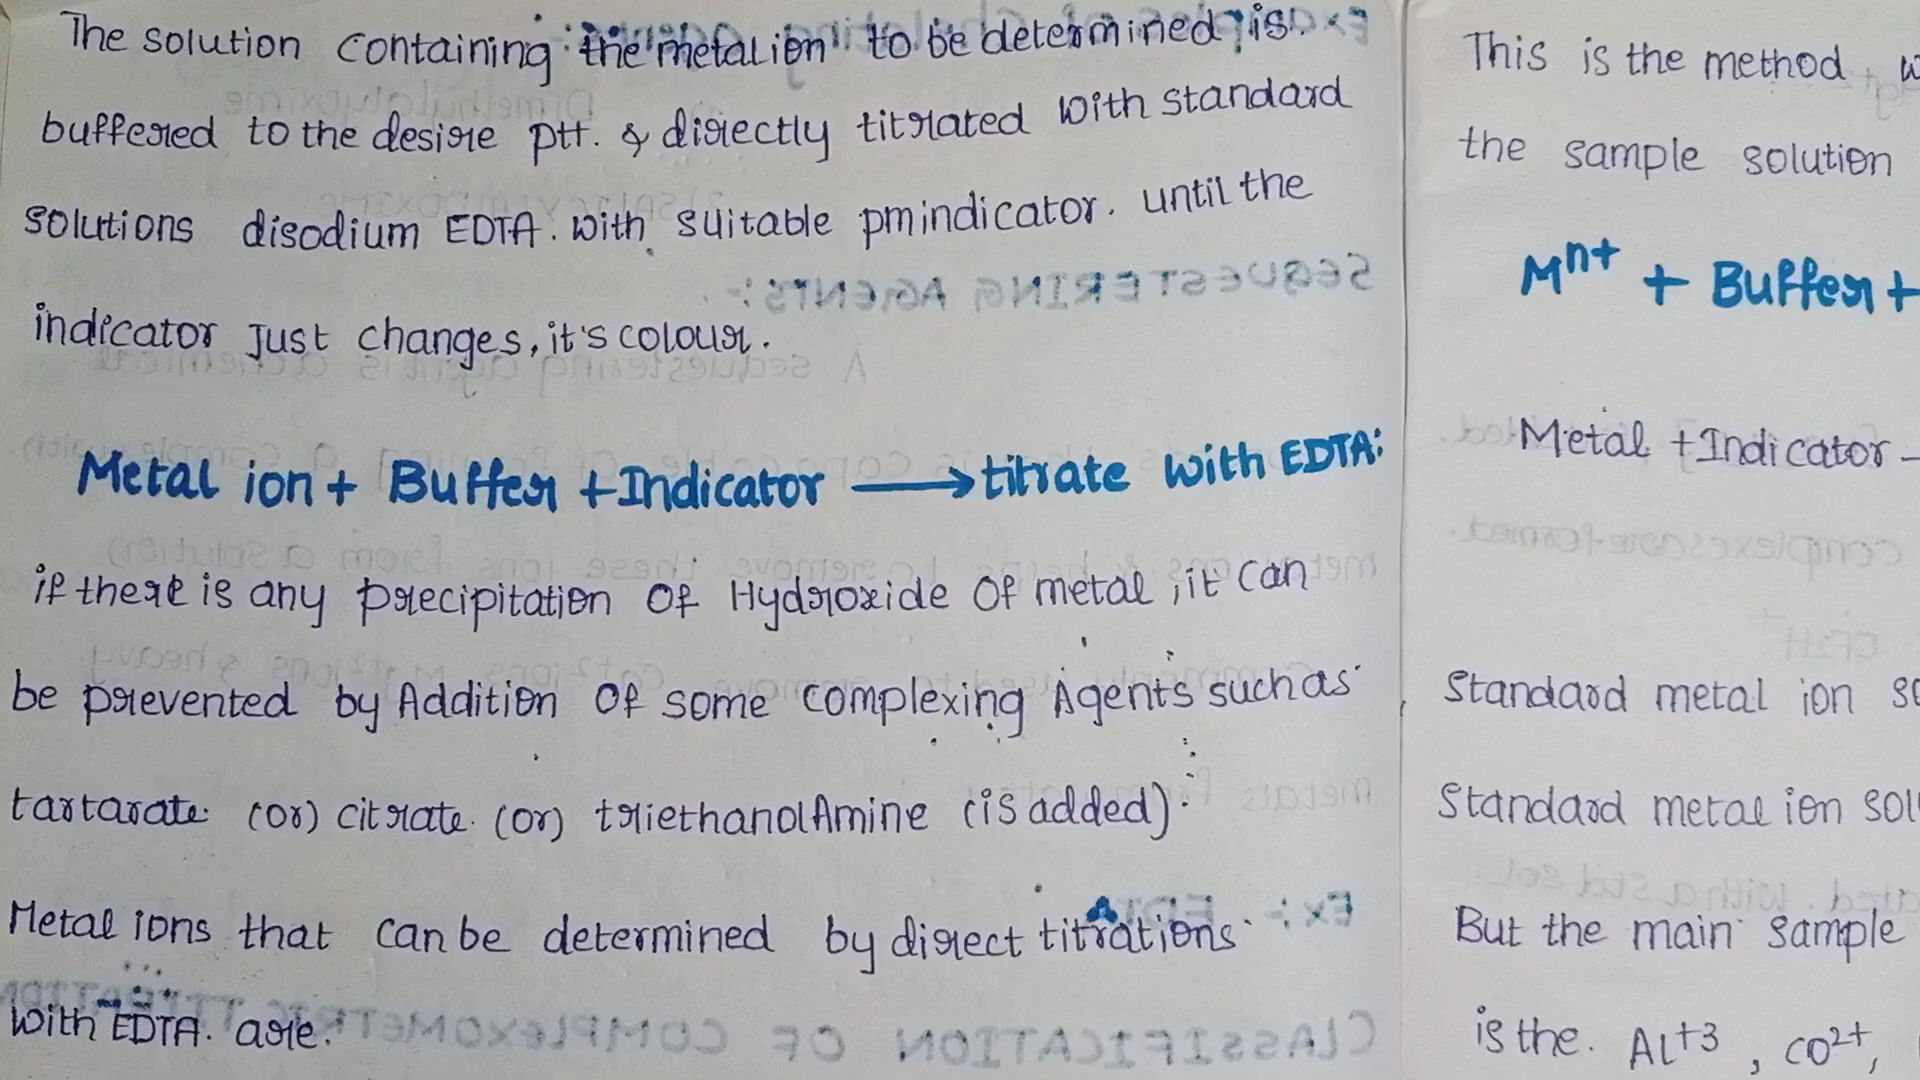 The solution containing the metal ion to be determined is
buffered to the desire pH. & directly titrated with standard
solutions disodium EDTA. with suitable pmindicator. until the
indicator Just changes, it's colour.
Metal ion + Buffer + Indicator ⟶ titrate with EDTA:
if there is any precipitation of Hydroxide of metal, it can
be prevented by Addition of some complexing Agents such as
tartarate. (or) citrate. (or) triethanolAmine (is added).
Metal ions that can be determined by direct titrations
with EDTA. are.
This is the method
the sample solution
Mⁿ⁺ + Buffer +
Metal + Indicator -
Standard metal ion
Standard metal ion
But the main sample
is the. Al+3, CO2+,